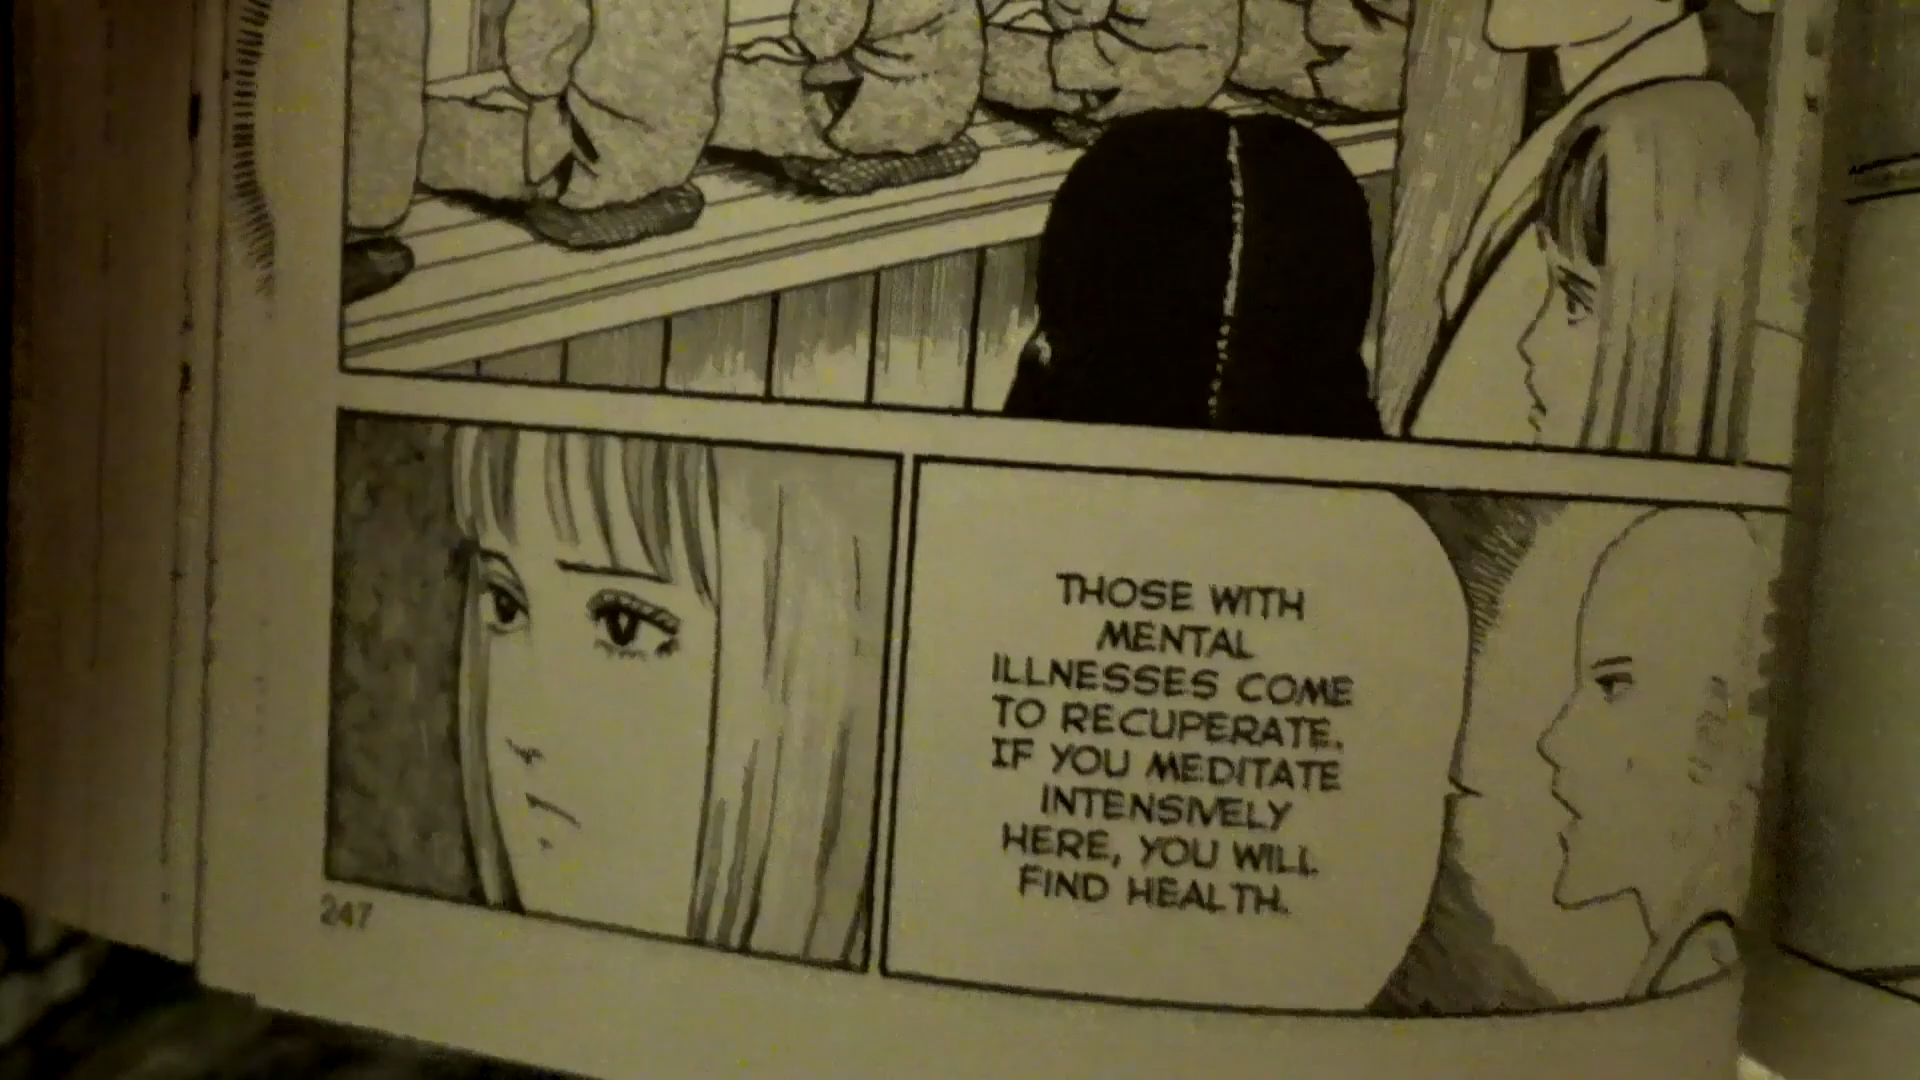 THOSE WITH
MENTAL
ILLNESSES COME
TO RECUPERATE.
IF YOU MEDITATE
INTENSIVELY
HERE, YOU WILL
FIND HEALTH.
247